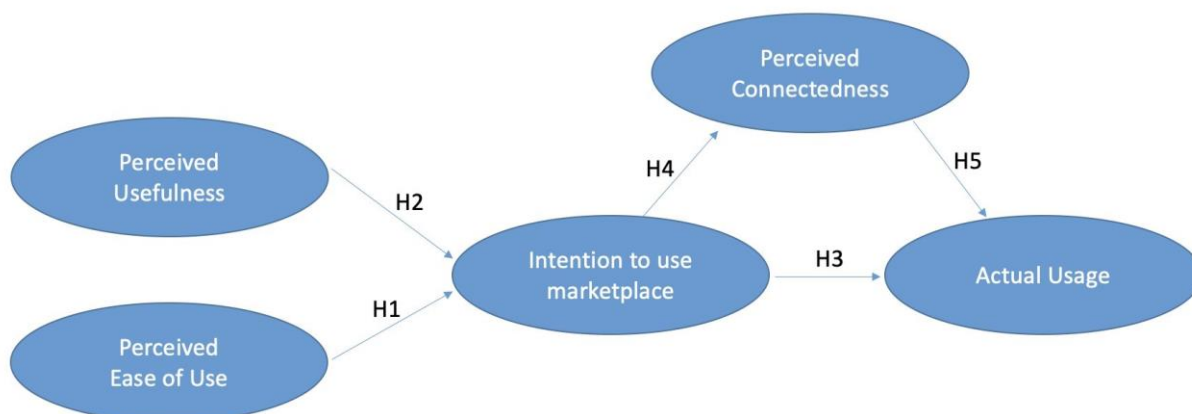 Perceived
Connectedness
Perceived
Usefulness
H2
H4
H5
Intention to use
marketplace
H3
Actual Usage
H1
Perceived
Ease of Use